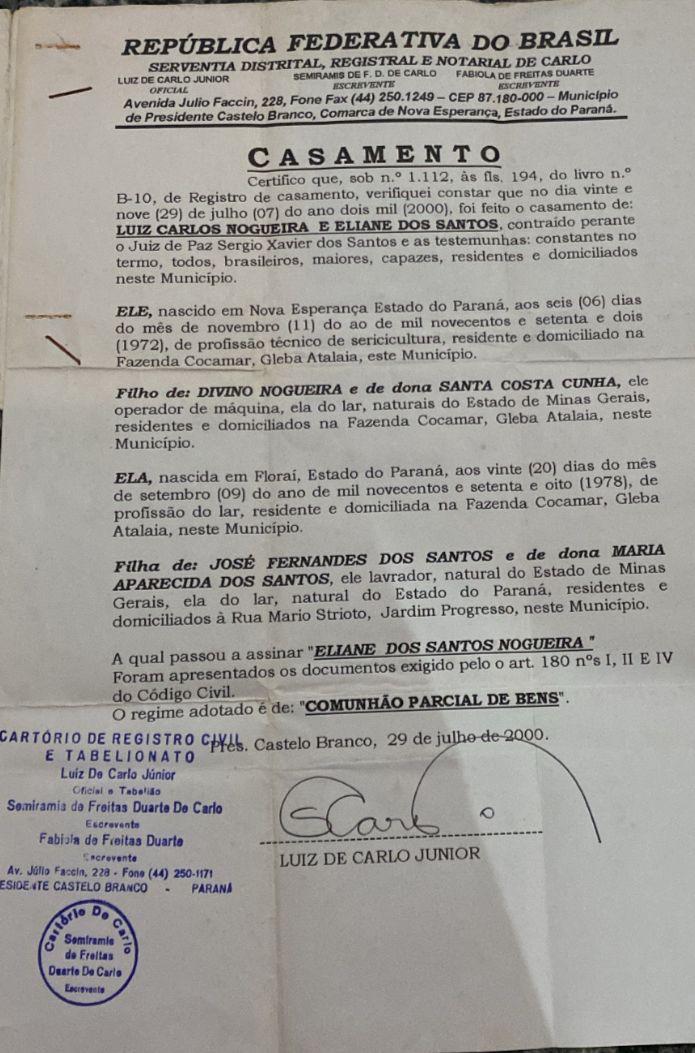 REPÚBLICA FEDERATIVA DO BRASIL
SERVENTIA DISTRITAL, REGISTRAL E NOTARIAL DE CARLO
LUIZ DE CARLO JUNIOR SEMIRAMIS DE F. D. DE CARLO FABIOLA DE FREITAS DUARTE
OFICIAL ESCREVENTE ESCREVENTE
Avenida Julio Faccin, 228, Fone Fax (44) 250.1249 – CEP 87.180-000 – Município
de Presidente Castelo Branco, Comarca de Nova Esperança, Estado do Paraná.
CASAMENTO
Certifico que, sob n.º 1.112, às fls. 194, do livro n.º
B-10, de Registro de casamento, verifiquei constar que no dia vinte e
nove (29) de julho (07) do ano dois mil (2000), foi feito o casamento de:
LUIZ CARLOS NOGUEIRA E ELIANE DOS SANTOS, contraído perante
o Juiz de Paz Sergio Xavier dos Santos e as testemunhas: constantes no
termo, todos, brasileiros, maiores, capazes, residentes e domiciliados
neste Município.
ELE, nascido em Nova Esperança Estado do Paraná, aos seis (06) dias
do mês de novembro (11) do ao de mil novecentos e setenta e dois
(1972), de profissão técnico de sericicultura, residente e domiciliado na
Fazenda Cocamar, Gleba Atalaia, este Município.
Filho de: DIVINO NOGUEIRA e de dona SANTA COSTA CUNHA, ele
operador de máquina, ela do lar, naturais do Estado de Minas Gerais,
residentes e domiciliados na Fazenda Cocamar, Gleba Atalaia, neste
Município.
ELA, nascida em Floraí, Estado do Paraná, aos vinte (20) dias do mês
de setembro (09) do ano de mil novecentos e setenta e oito (1978), de
profissão do lar, residente e domiciliada na Fazenda Cocamar, Gleba
Atalaia, neste Município.
Filha de: JOSÉ FERNANDES DOS SANTOS e de dona MARIA
APARECIDA DOS SANTOS, ele lavrador, natural do Estado de Minas
Gerais, ela do lar, natural do Estado do Paraná, residentes e
domiciliados à Rua Mario Strioto, Jardim Progresso, neste Município.
A qual passou a assinar "ELIANE DOS SANTOS NOGUEIRA "
Foram apresentados os documentos exigido pelo o art. 180 nºs I, II E IV
do Código Civil.
O regime adotado é de: "COMUNHÃO PARCIAL DE BENS".
Pres. Castelo Branco, 29 de julho de 2000.
LUIZ DE CARLO JUNIOR
CARTÓRIO DE REGISTRO CIVIL
E TABELIONATO
Luiz De Carlo Júnior
Oficial e Tabelião
Semiramis de Freitas Duarte De Carlo
Escrevente
Fabiola de Freitas Duarte
Escrevente
Av. Júlio Faccin, 228 - Fone (44) 250-1171
ESIDENTE CASTELO BRANCO - PARANÁ
Cartório De Carlo
Semiramis
de Freitas
Duarte De Carlo
Escrevente